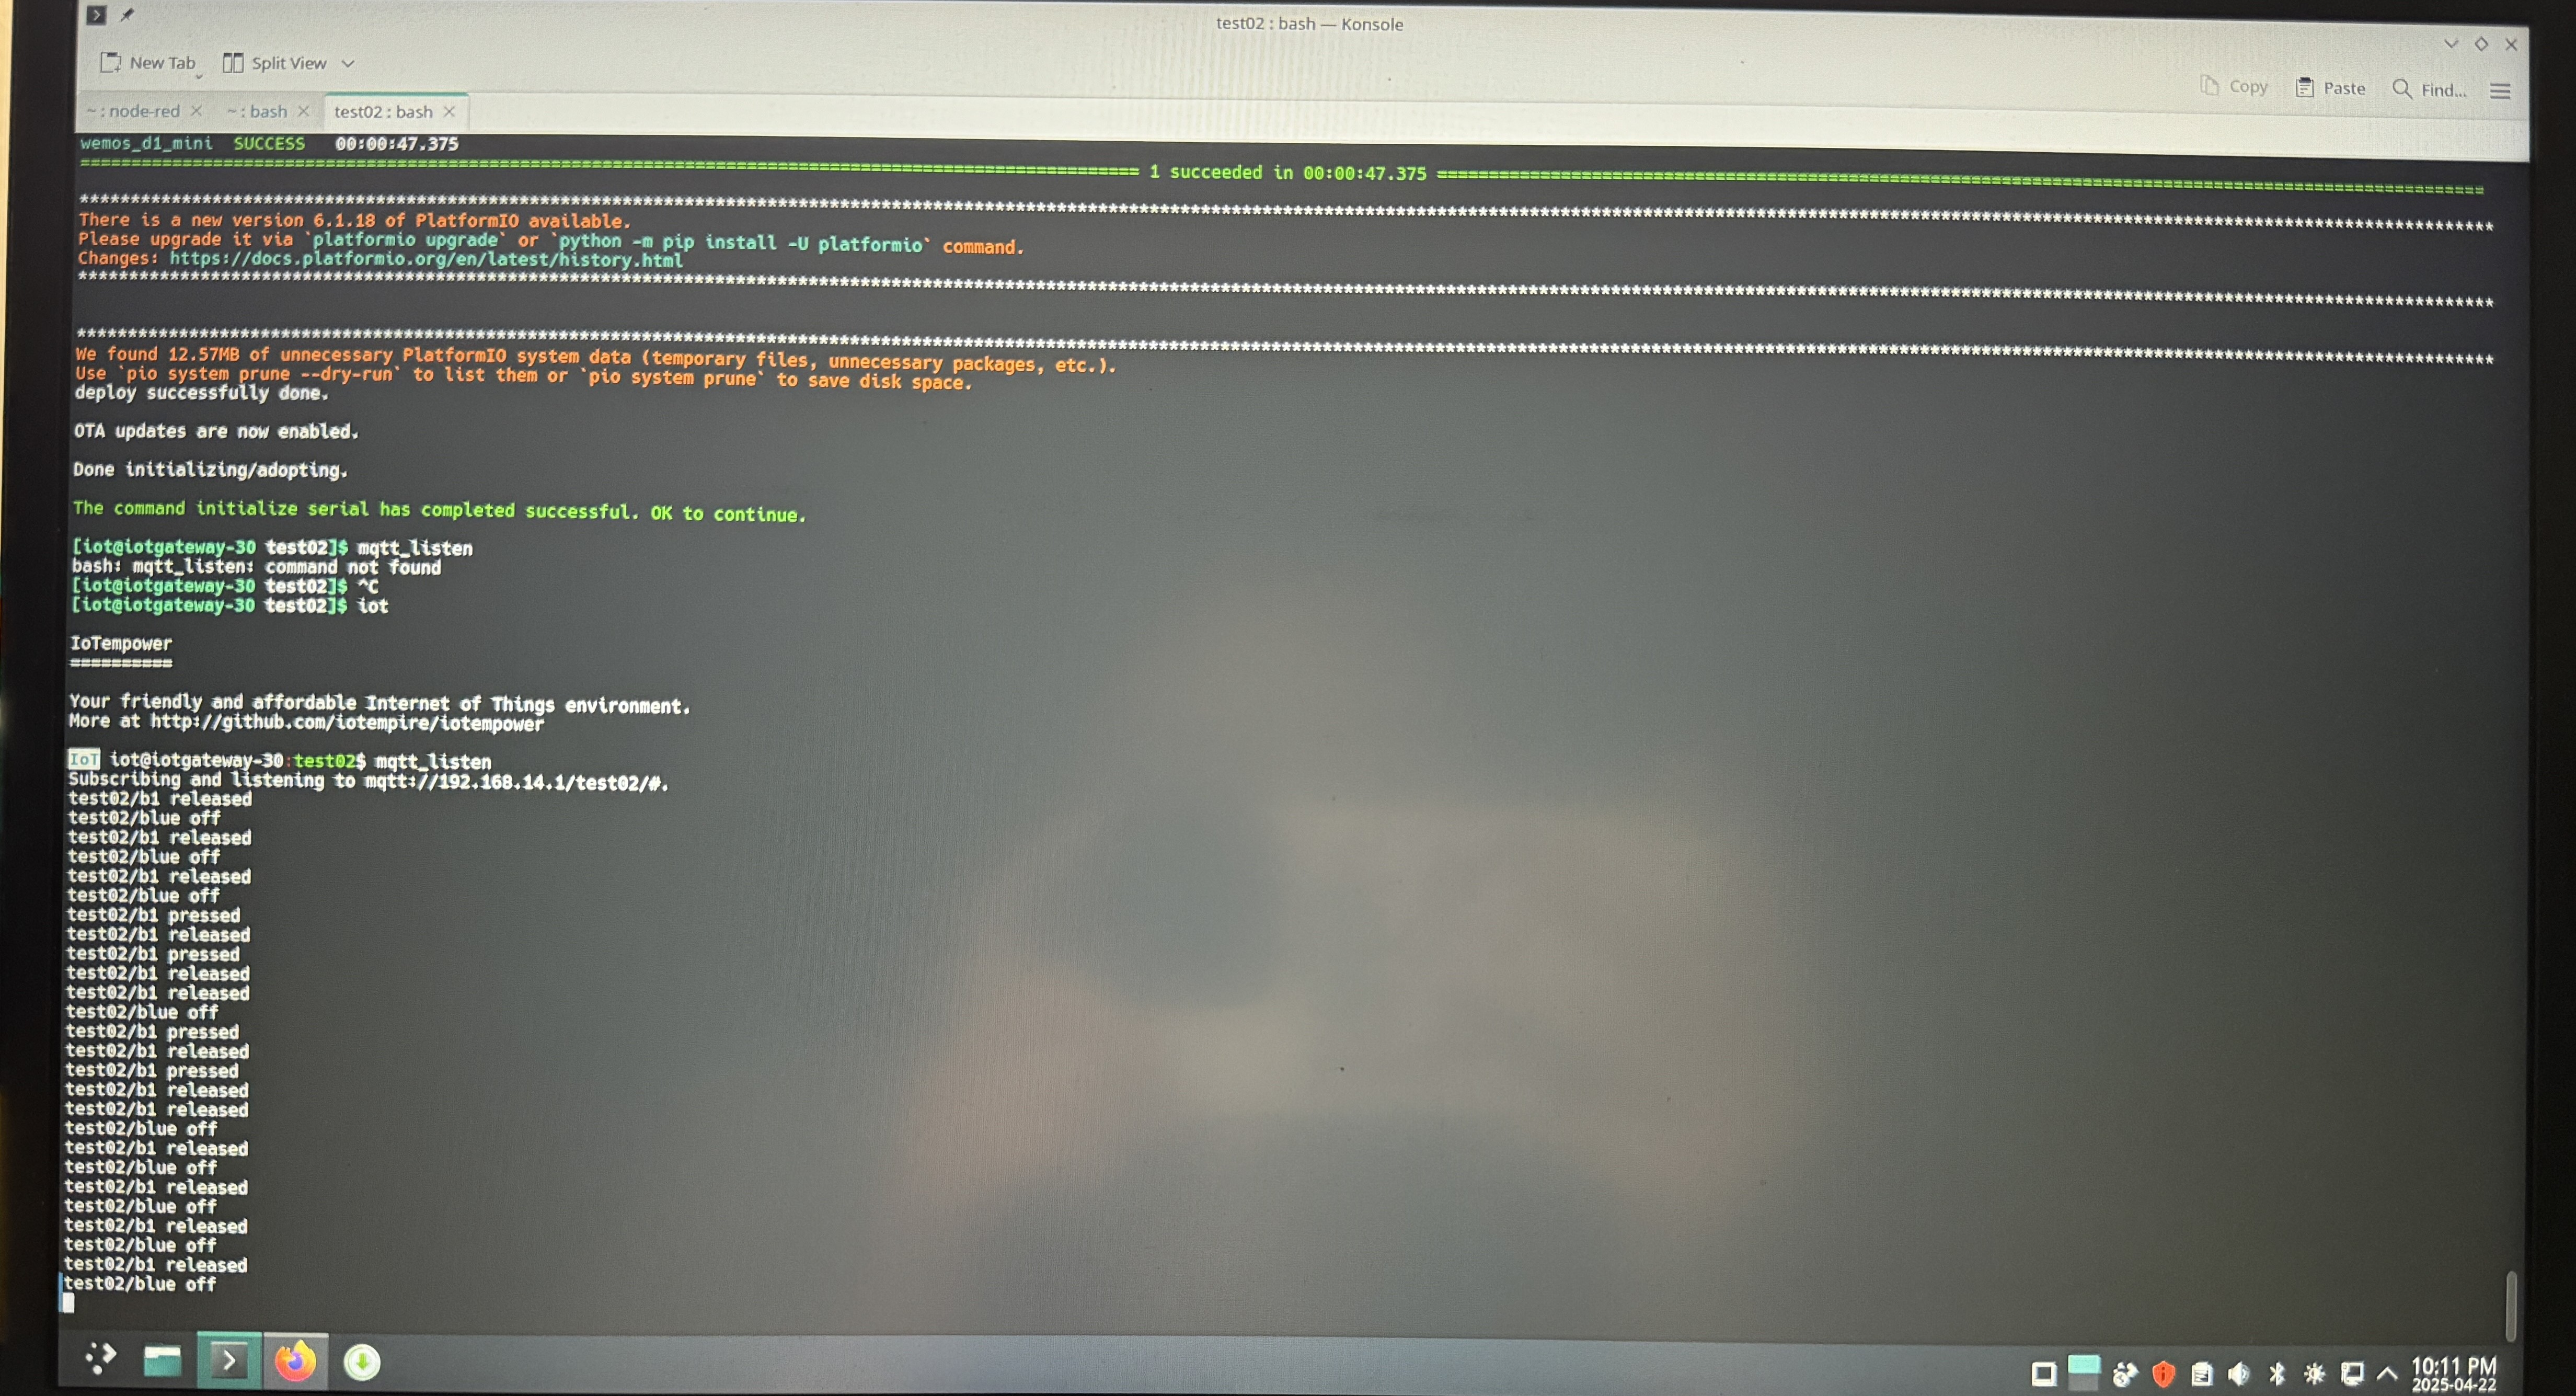 test02 : bash — Konsole
New Tab Split View
Copy Paste Find...
~ : node-red ~ : bash test02 : bash
wemos_d1_mini SUCCESS 00:00:47.375
============================== 1 succeeded in 00:00:47.375 ==============================
********************************************************************************
There is a new version 6.1.18 of PlatformIO available.
Please upgrade it via `platformio upgrade` or `python -m pip install -U platformio` command.
Changes: https://docs.platformio.org/en/latest/history.html
********************************************************************************
********************************************************************************
We found 12.57MB of unnecessary PlatformIO system data (temporary files, unnecessary packages, etc.).
Use `pio system prune --dry-run` to list them or `pio system prune` to save disk space.
deploy successfully done.
OTA updates are now enabled.
Done initializing/adopting.
The command initialize serial has completed successful. OK to continue.
[iot@iotgateway-30 test02]$ mqtt_listen
bash: mqtt_listen: command not found
[iot@iotgateway-30 test02]$ ^C
[iot@iotgateway-30 test02]$ iot
IoTempower
==========
Your friendly and affordable Internet of Things environment.
More at http://github.com/iotempire/iotempower
IoT iot@iotgateway-30:test02$ mqtt_listen
Subscribing and listening to mqtt://192.168.14.1/test02/#.
test02/b1 released
test02/blue off
test02/b1 released
test02/blue off
test02/b1 released
test02/blue off
test02/b1 pressed
test02/b1 released
test02/b1 pressed
test02/b1 released
test02/b1 released
test02/blue off
test02/b1 pressed
test02/b1 released
test02/b1 pressed
test02/b1 released
test02/b1 released
test02/blue off
test02/b1 released
test02/blue off
test02/b1 released
test02/blue off
test02/b1 released
test02/blue off
test02/b1 released
test02/blue off
10:11 PM
2025-04-22